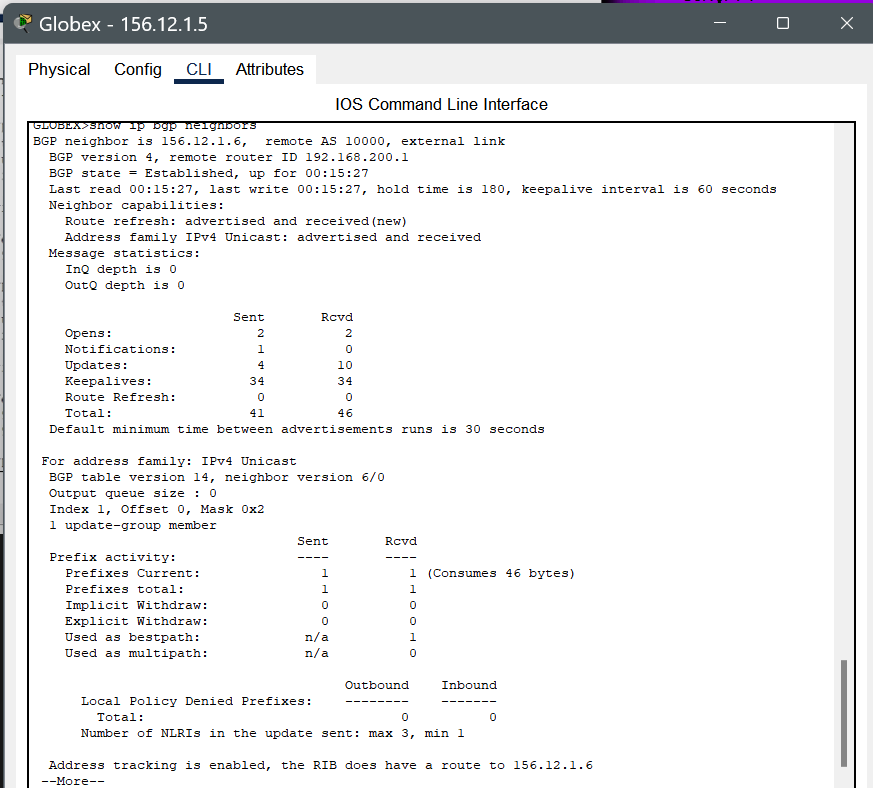 Globex - 156.12.1.5
Physical Config CLI Attributes
IOS Command Line Interface
GLOBEX>show ip bgp neighbors
BGP neighbor is 156.12.1.6,  remote AS 10000, external link
  BGP version 4, remote router ID 192.168.200.1
  BGP state = Established, up for 00:15:27
  Last read 00:15:27, last write 00:15:27, hold time is 180, keepalive interval is 60 seconds
  Neighbor capabilities:
    Route refresh: advertised and received(new)
    Address family IPv4 Unicast: advertised and received
  Message statistics:
    InQ depth is 0
    OutQ depth is 0
                         Sent       Rcvd
    Opens:                  2          2
    Notifications:          1          0
    Updates:                4         10
    Keepalives:            34         34
    Route Refresh:          0          0
    Total:                 41         46
  Default minimum time between advertisements runs is 30 seconds
 For address family: IPv4 Unicast
  BGP table version 14, neighbor version 6/0
  Output queue size : 0
  Index 1, Offset 0, Mask 0x2
  1 update-group member
                                 Sent       Rcvd
  Prefix activity:               ----       ----
    Prefixes Current:               1          1 (Consumes 46 bytes)
    Prefixes total:                 1          1
    Implicit Withdraw:              0          0
    Explicit Withdraw:              0          0
    Used as bestpath:             n/a          1
    Used as multipath:            n/a          0
                                       Outbound    Inbound
      Local Policy Denied Prefixes:    --------    -------
        Total:                                0          0
      Number of NLRIs in the update sent: max 3, min 1
  Address tracking is enabled, the RIB does have a route to 156.12.1.6
 --More--